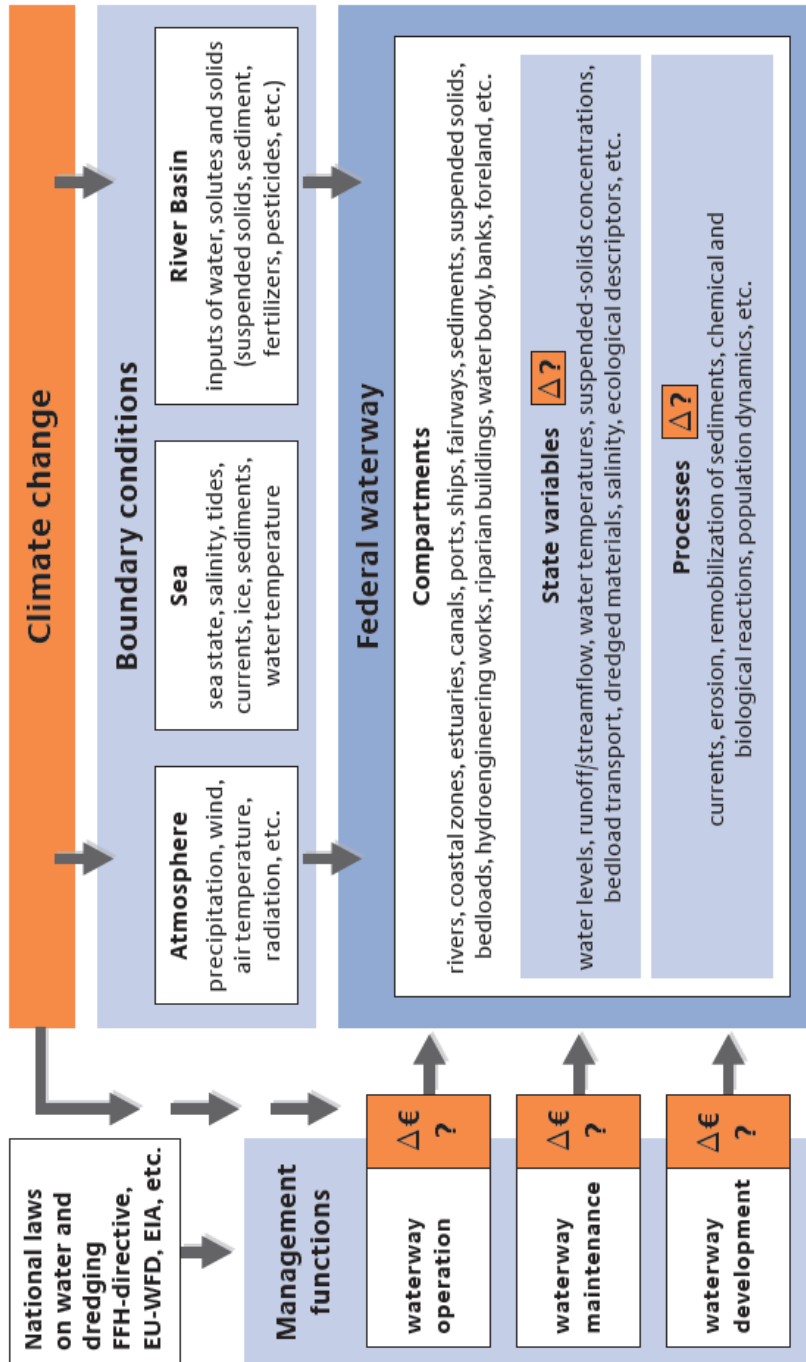 Climate change
National laws
on water and
dredging
FFH-directive,
EU-WFD, EIA, etc.
Boundary conditions
Atmosphere
precipitation, wind,
air temperature,
radiation, etc.
Sea
sea state, salinity, tides,
currents, ice, sediments,
water temperature
River Basin
inputs of water, solutes and solids
(suspended solids, sediment,
fertilizers, pesticides, etc.)
Management
functions
waterway
operation
Δ€
?
waterway
maintenance
Δ€
?
waterway
development
Δ€
?
Federal waterway
Compartments
rivers, coastal zones, estuaries, canals, ports, ships, fairways, sediments, suspended solids,
bedloads, hydroengineering works, riparian buildings, water body, banks, foreland, etc.
State variables Δ?
water levels, runoff/streamflow, water temperatures, suspended-solids concentrations,
bedload transport, dredged materials, salinity, ecological descriptors, etc.
Processes Δ?
currents, erosion, remobilization of sediments, chemical and
biological reactions, population dynamics, etc.